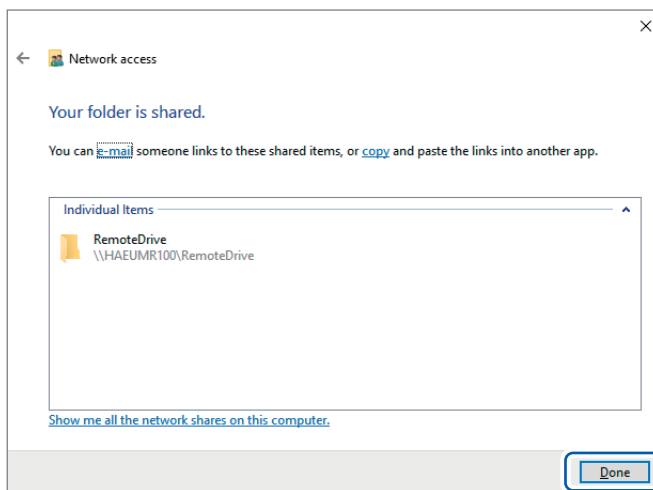 Network access
Your folder is shared.
You can e-mail someone links to these shared items, or copy and paste the links into another app.
Individual Items
RemoteDrive
\\HAEUMR100\RemoteDrive
Show me all the network shares on this computer.
Done